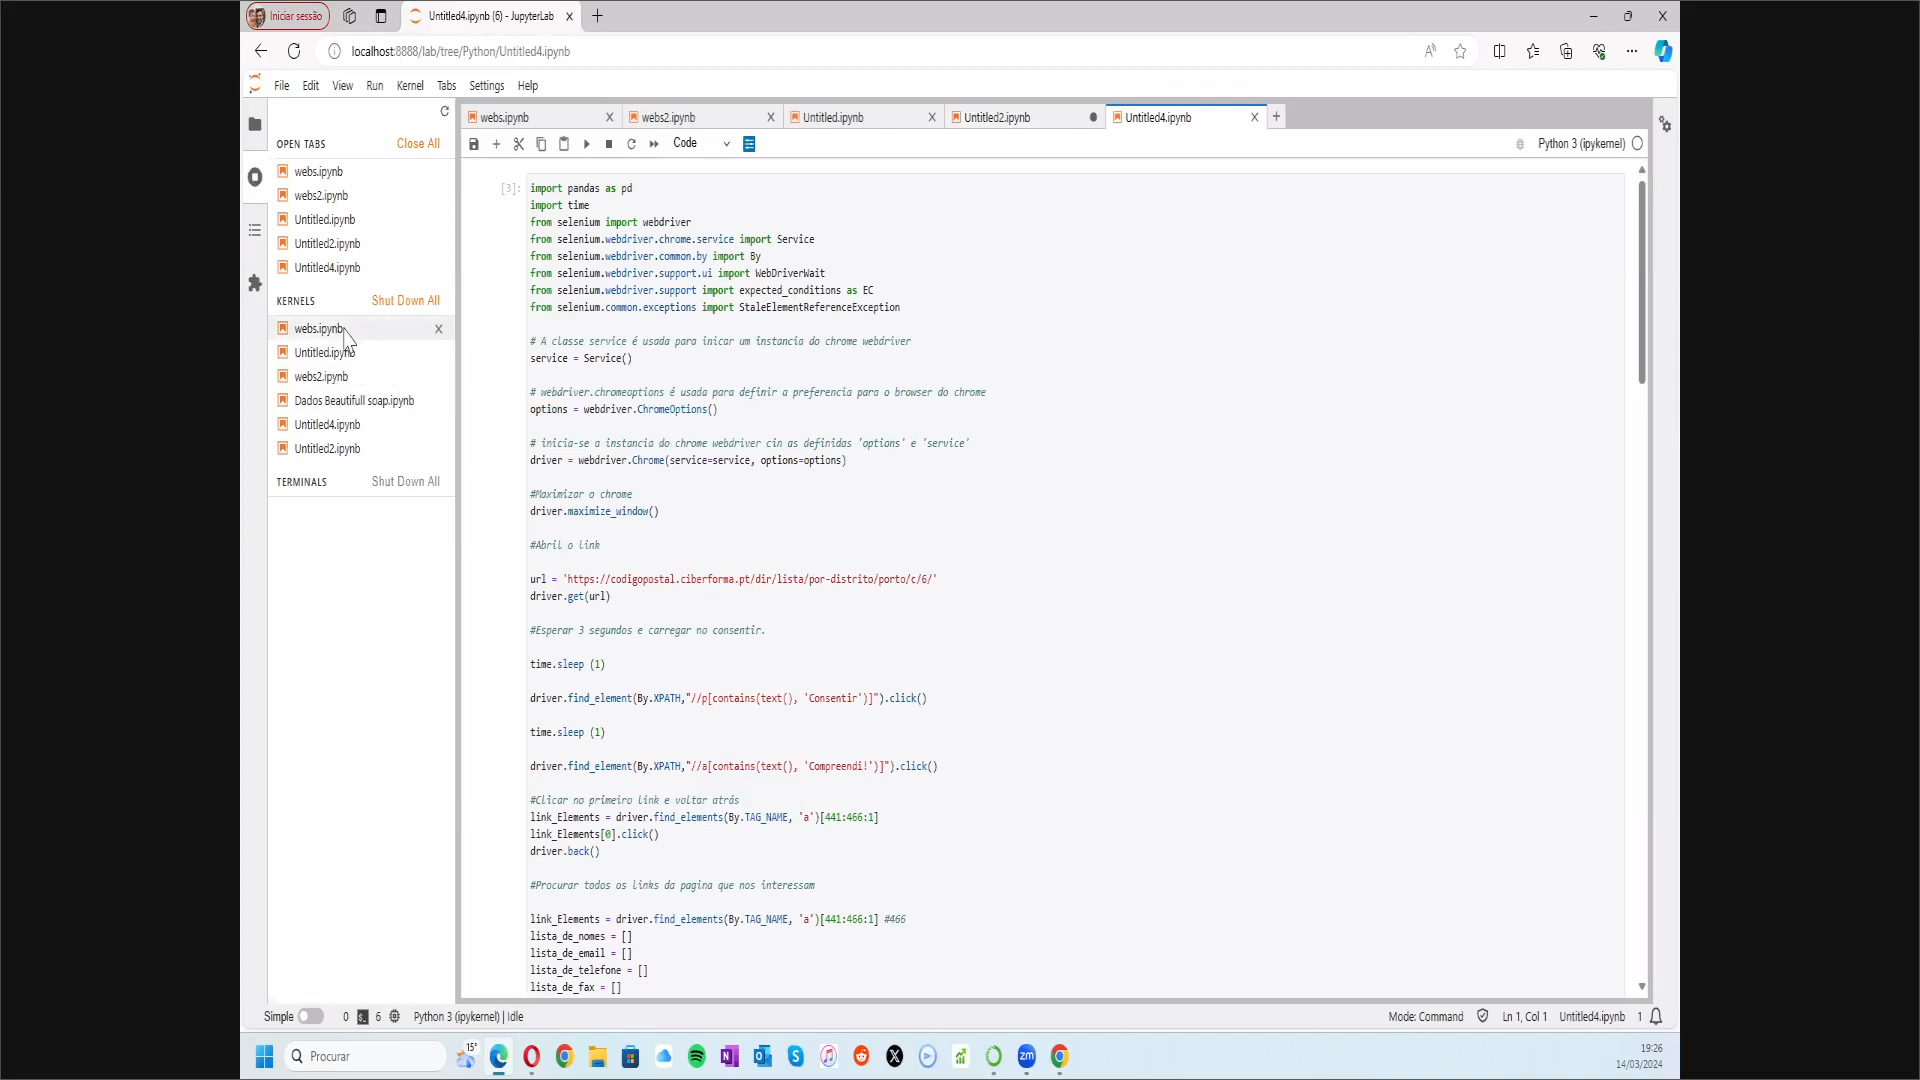 Iniciar sessão
Untitled4.ipynb (6) - JupyterLab
localhost:8888/lab/tree/Python/Untitled4.ipynb
File Edit View Run Kernel Tabs Settings Help
webs.ipynb
webs2.ipynb
Untitled.ipynb
Untitled2.ipynb
Untitled4.ipynb
Code
Python 3 (ipykernel)
OPEN TABS
Close All
webs.ipynb
webs2.ipynb
Untitled.ipynb
Untitled2.ipynb
Untitled4.ipynb
KERNELS
Shut Down All
webs.ipynb
Untitled.ipynb
webs2.ipynb
Dados Beautifull soap.ipynb
Untitled4.ipynb
Untitled2.ipynb
TERMINALS
Shut Down All
[3]:
import pandas as pd
import time
from selenium import webdriver
from selenium.webdriver.chrome.service import Service
from selenium.webdriver.common.by import By
from selenium.webdriver.support.ui import WebDriverWait
from selenium.webdriver.support import expected_conditions as EC
from selenium.common.exceptions import StaleElementReferenceException
# A classe service é usada para inicar um instancia do chrome webdriver
service = Service()
# webdriver.chromeoptions é usada para definir a preferencia para o browser do chrome
options = webdriver.ChromeOptions()
# inicia-se a instancia do chrome webdriver cin as definidas 'options' e 'service'
driver = webdriver.Chrome(service=service, options=options)
#Maximizar o chrome
driver.maximize_window()
#Abril o link
url = 'https://codigopostal.ciberforma.pt/dir/lista/por-distrito/porto/c/6/'
driver.get(url)
#Esperar 3 segundos e carregar no consentir.
time.sleep (1)
driver.find_element(By.XPATH,"//p[contains(text(), 'Consentir')]").click()
time.sleep (1)
driver.find_element(By.XPATH,"//a[contains(text(), 'Compreendi!')]").click()
#Clicar no primeiro link e voltar atrás
link_Elements = driver.find_elements(By.TAG_NAME, 'a')[441:466:1]
link_Elements[0].click()
driver.back()
#Procurar todos os links da pagina que nos interessam
link_Elements = driver.find_elements(By.TAG_NAME, 'a')[441:466:1] #466
lista_de_nomes = []
lista_de_email = []
lista_de_telefone = []
lista_de_fax = []
Simple 0 6 Python 3 (ipykernel) | Idle
Mode: Command Ln 1, Col 1 Untitled4.ipynb 1
Procurar
15°
zm
19:26
14/03/2024